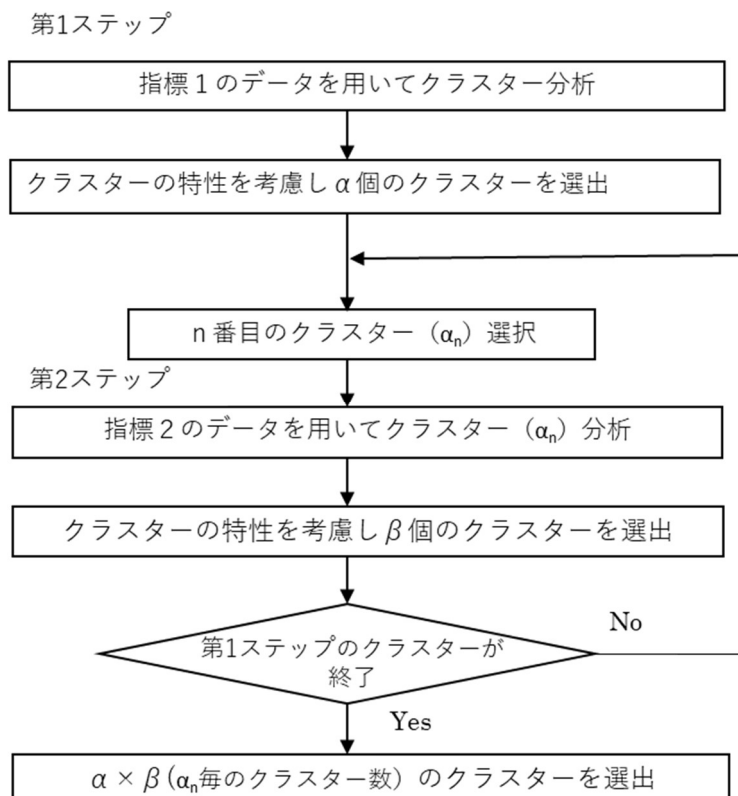 第1ステップ
指標１のデータを用いてクラスター分析
クラスターの特性を考慮しα個のクラスターを選出
n 番目のクラスター（αn）選択
第2ステップ
指標２のデータを用いてクラスター（αn）分析
クラスターの特性を考慮しβ個のクラスターを選出
第1ステップのクラスターが
終了
No
Yes
α × β (αn毎のクラスター数）のクラスターを選出